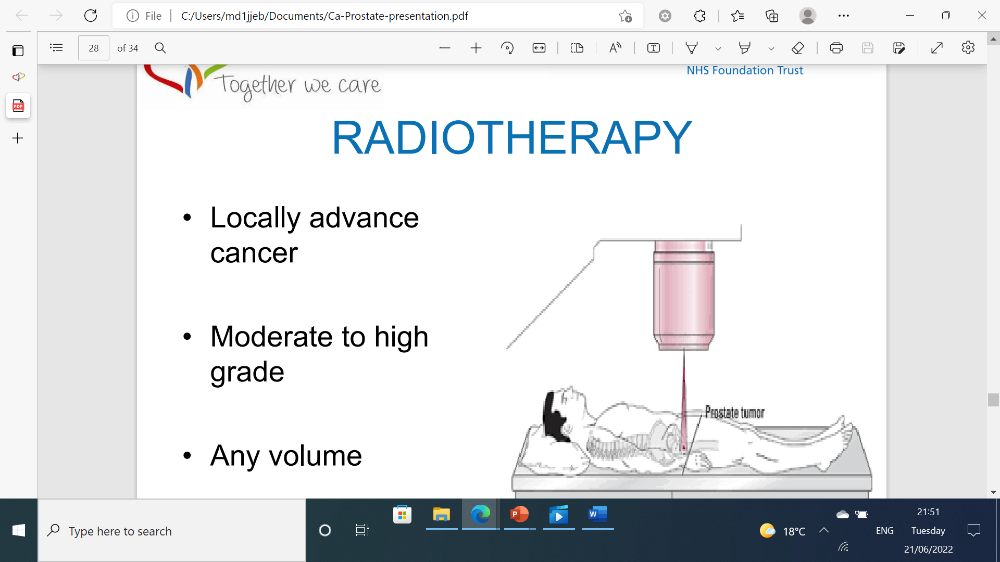 File
C:/Users/md1jjeb/Documents/Ca-Prostate-presentation.pdf
28 of 34
Together we care
NHS Foundation Trust
RADIOTHERAPY
• Locally advance
cancer
• Moderate to high
grade
• Any volume
Prostate tumor
Type here to search
18°C
ENG
21:51
Tuesday
21/06/2022